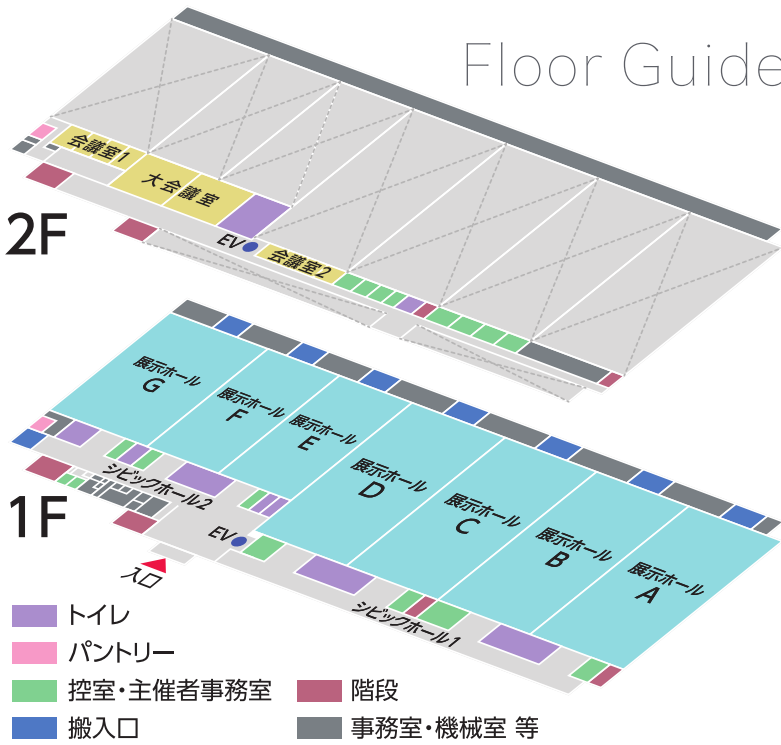 Floor Guide
会議室1
大会議室
EV
会議室2
2F
展示ホール
G
展示ホール
F
展示ホール
E
展示ホール
D
展示ホール
C
展示ホール
B
展示ホール
A
シビックホール2
1F
EV
入口
シビックホール1
トイレ
パントリー
控室・主催者事務室
階段
搬入口
事務室・機械室 等